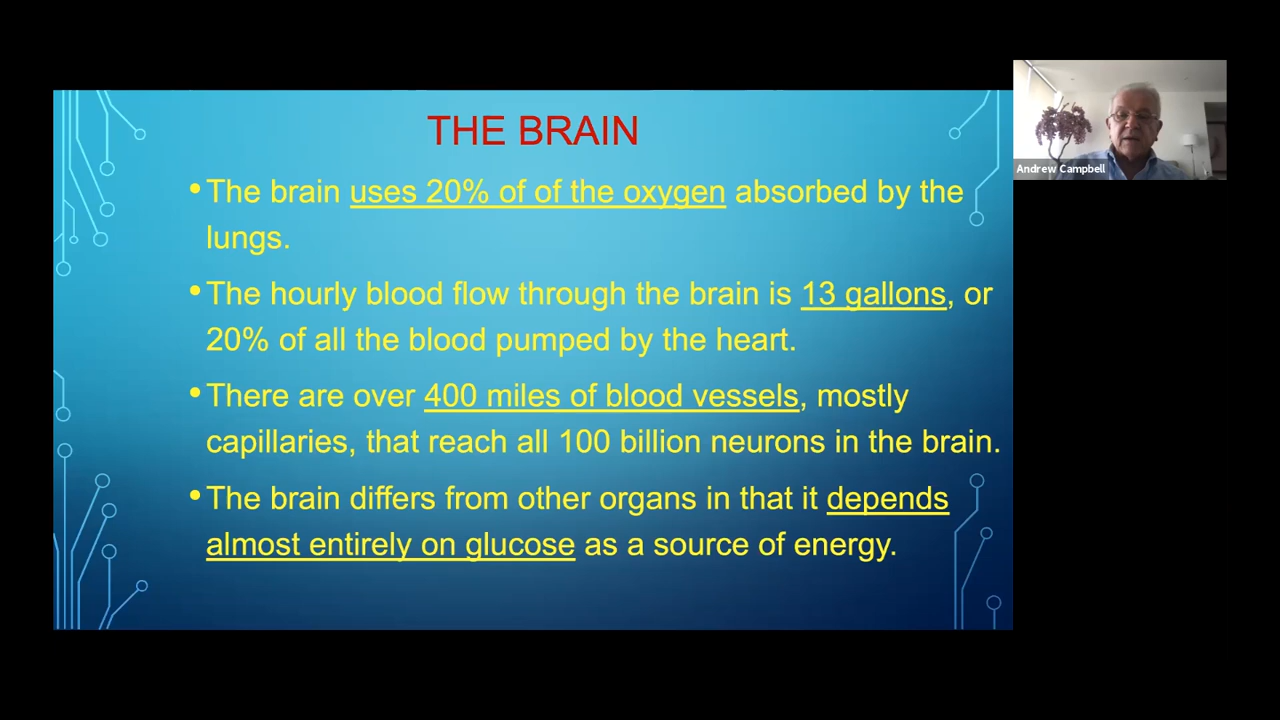 THE BRAIN
•The brain uses 20% of of the oxygen absorbed by the
lungs.
•The hourly blood flow through the brain is 13 gallons, or
20% of all the blood pumped by the heart.
•There are over 400 miles of blood vessels, mostly
capillaries, that reach all 100 billion neurons in the brain.
•The brain differs from other organs in that it depends
almost entirely on glucose as a source of energy.
Andrew Campbell